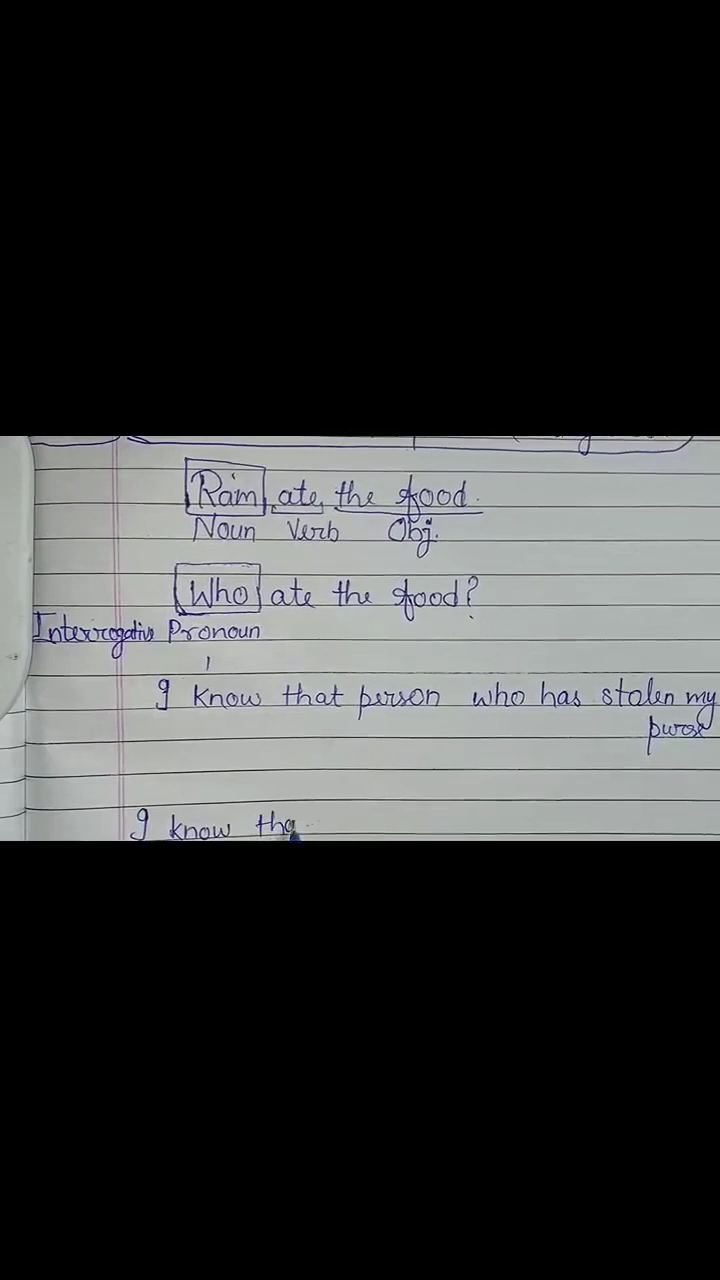 Ram ate the food.
Noun Verb Obj.
Who ate the food?
Interrogative Pronoun
I know that person who has stolen my
purse
I know tha